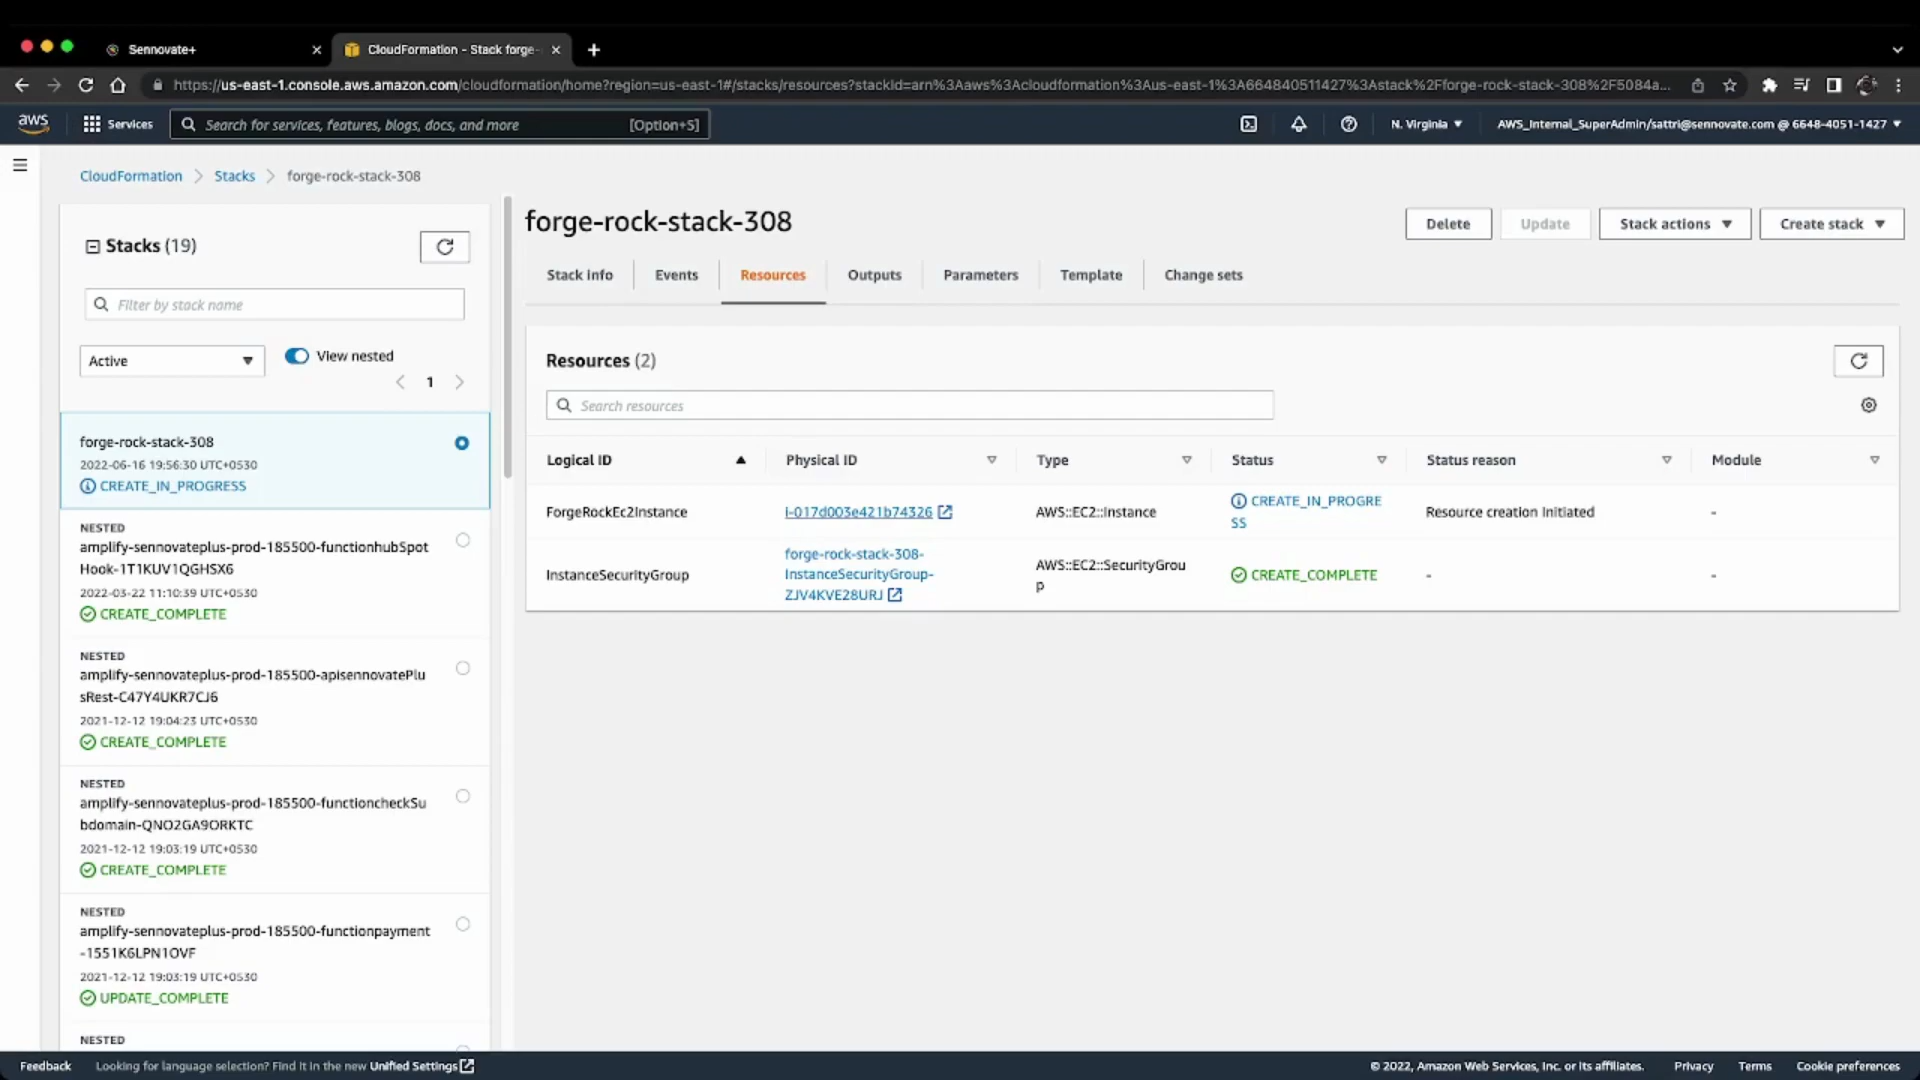 Sennovate+
CloudFormation - Stack forge-
https://us-east-1.console.aws.amazon.com/cloudformation/home?region=us-east-1#/stacks/resources?stackId=arn%3Aaws%3Acloudformation%3Aus-east-1%3A664840511427%3Astack%2Fforge-rock-stack-308%2F5084a...
aws
Services
Search for services, features, blogs, docs, and more
[Option+S]
N. Virginia ▼
AWS_Internal_SuperAdmin/sattri@sennovate.com @ 6648-4051-1427 ▼
CloudFormation
Stacks
forge-rock-stack-308
Stacks (19)
Filter by stack name
Active
View nested
1
forge-rock-stack-308
2022-06-16 19:56:30 UTC+0530
CREATE_IN_PROGRESS
NESTED
amplify-sennovateplus-prod-185500-functionhubSpot
Hook-1T1KUV1QGHSX6
2022-03-22 11:10:39 UTC+0530
CREATE_COMPLETE
NESTED
amplify-sennovateplus-prod-185500-apisennovatePlu
sRest-C47Y4UKR7CJ6
2021-12-12 19:04:23 UTC+0530
CREATE_COMPLETE
NESTED
amplify-sennovateplus-prod-185500-functioncheckSu
bdomain-QNO2GA9ORKTC
2021-12-12 19:03:19 UTC+0530
CREATE_COMPLETE
NESTED
amplify-sennovateplus-prod-185500-functionpayment
-1551K6LPN1OVF
2021-12-12 19:03:19 UTC+0530
UPDATE_COMPLETE
NESTED
forge-rock-stack-308
Delete
Update
Stack actions ▼
Create stack ▼
Stack info
Events
Resources
Outputs
Parameters
Template
Change sets
Resources (2)
Search resources
Logical ID
Physical ID
Type
Status
Status reason
Module
ForgeRockEc2Instance
i-017d003e421b74326
AWS::EC2::Instance
CREATE_IN_PROGRE
SS
Resource creation Initiated
-
InstanceSecurityGroup
forge-rock-stack-308-
InstanceSecurityGroup-
ZJV4KVE28URJ
AWS::EC2::SecurityGrou
p
CREATE_COMPLETE
-
-
Feedback
Looking for language selection? Find it in the new Unified Settings
© 2022, Amazon Web Services, Inc. or its affiliates.
Privacy
Terms
Cookie preferences